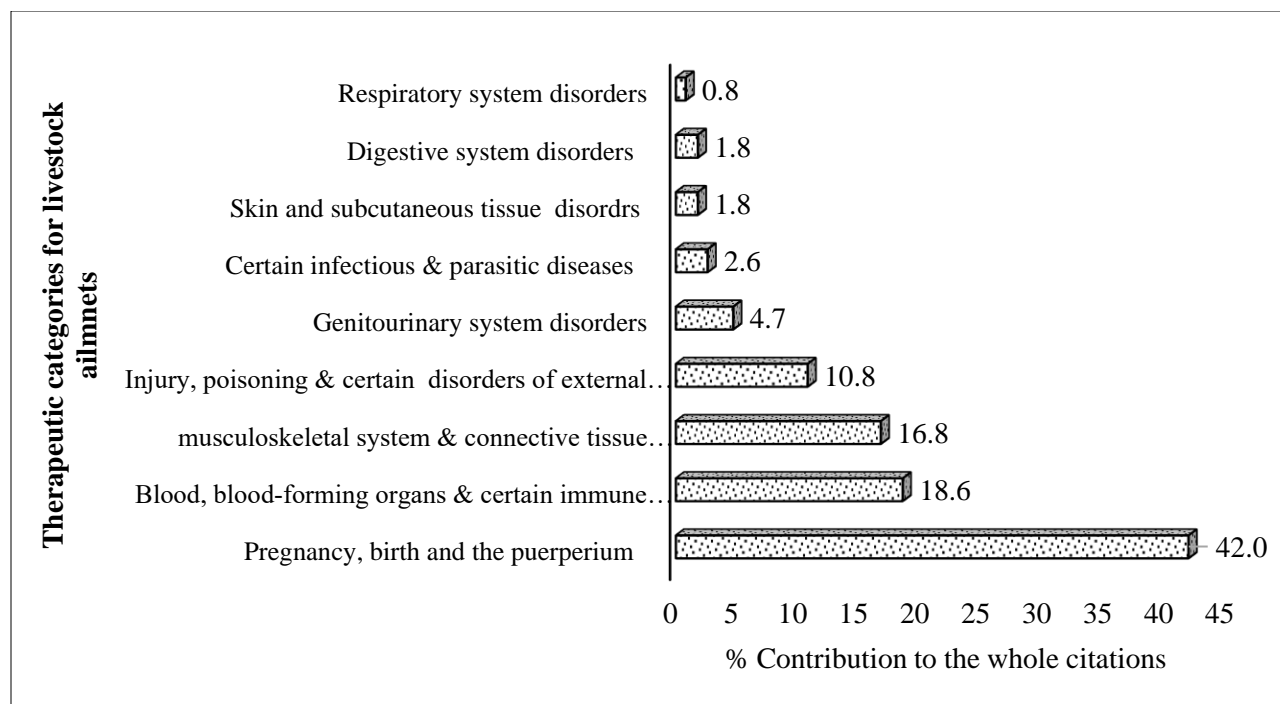 Therapeutic categories for livestock
ailmnets
Respiratory system disorders 0.8
Digestive system disorders 1.8
Skin and subcutaneous tissue disordrs 1.8
Certain infectious & parasitic diseases 2.6
Genitourinary system disorders 4.7
Injury, poisoning & certain disorders of external… 10.8
musculoskeletal system & connective tissue… 16.8
Blood, blood-forming organs & certain immune… 18.6
Pregnancy, birth and the puerperium 42.0
0 5 10 15 20 25 30 35 40 45
% Contribution to the whole citations